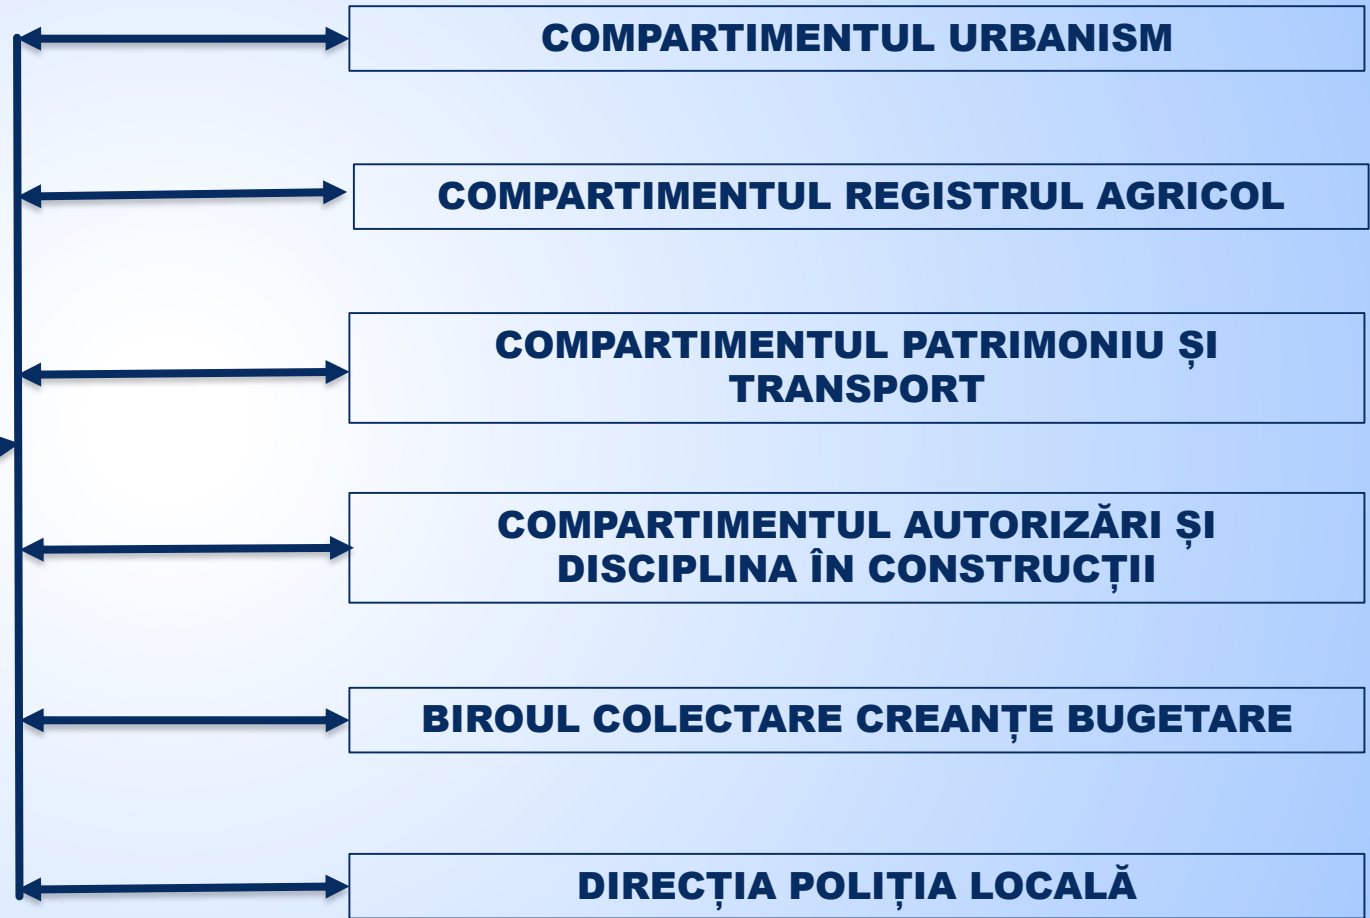 COMPARTIMENTUL URBANISM
COMPARTIMENTUL REGISTRUL AGRICOL
COMPARTIMENTUL PATRIMONIU ȘI
TRANSPORT
COMPARTIMENTUL AUTORIZĂRI ȘI
DISCIPLINA ÎN CONSTRUCȚII
BIROUL COLECTARE CREANȚE BUGETARE
DIRECȚIA POLIȚIA LOCALĂ